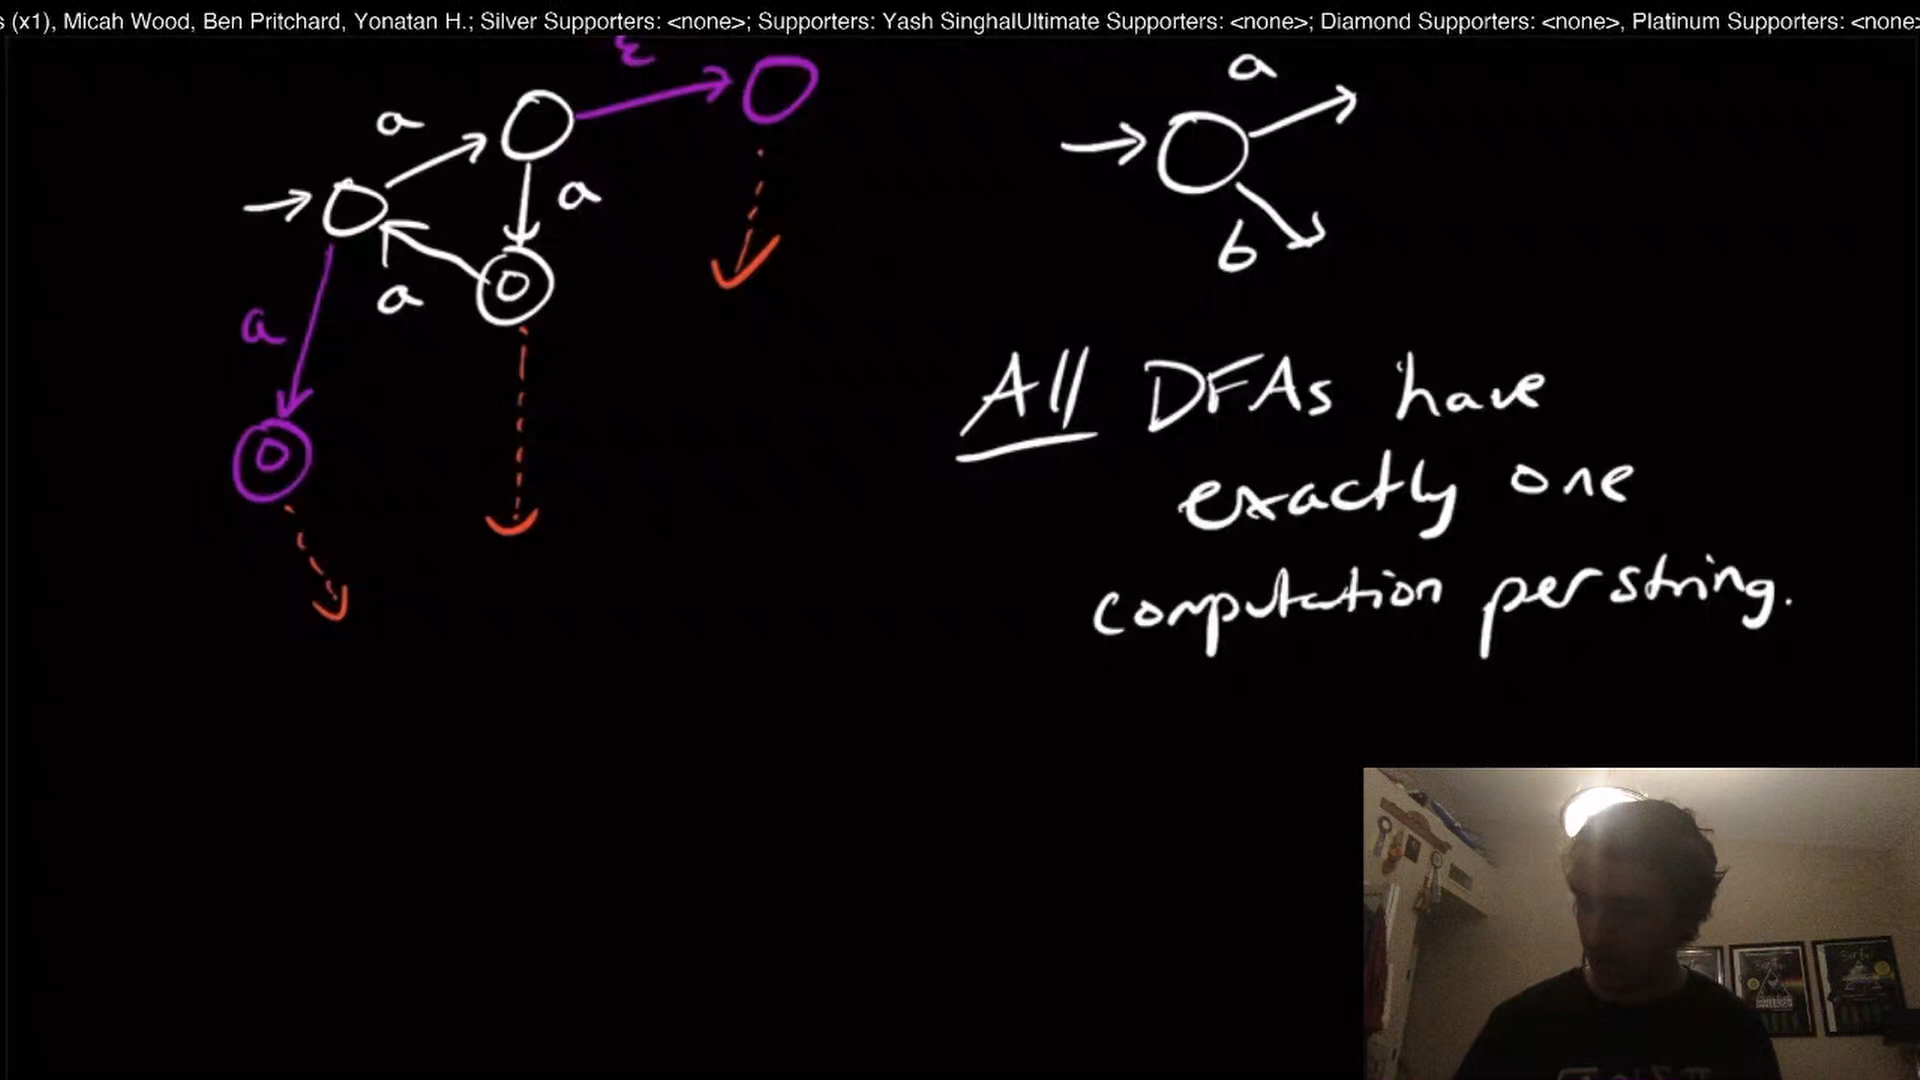 s (x1), Micah Wood, Ben Pritchard, Yonatan H.; Silver Supporters: <none>; Supporters: Yash SinghalUltimate Supporters: <none>; Diamond Supporters: <none>, Platinum Supporters: <none>
ε
a
a
a
a
a
b
All DFAs have
exactly one
computation per string.